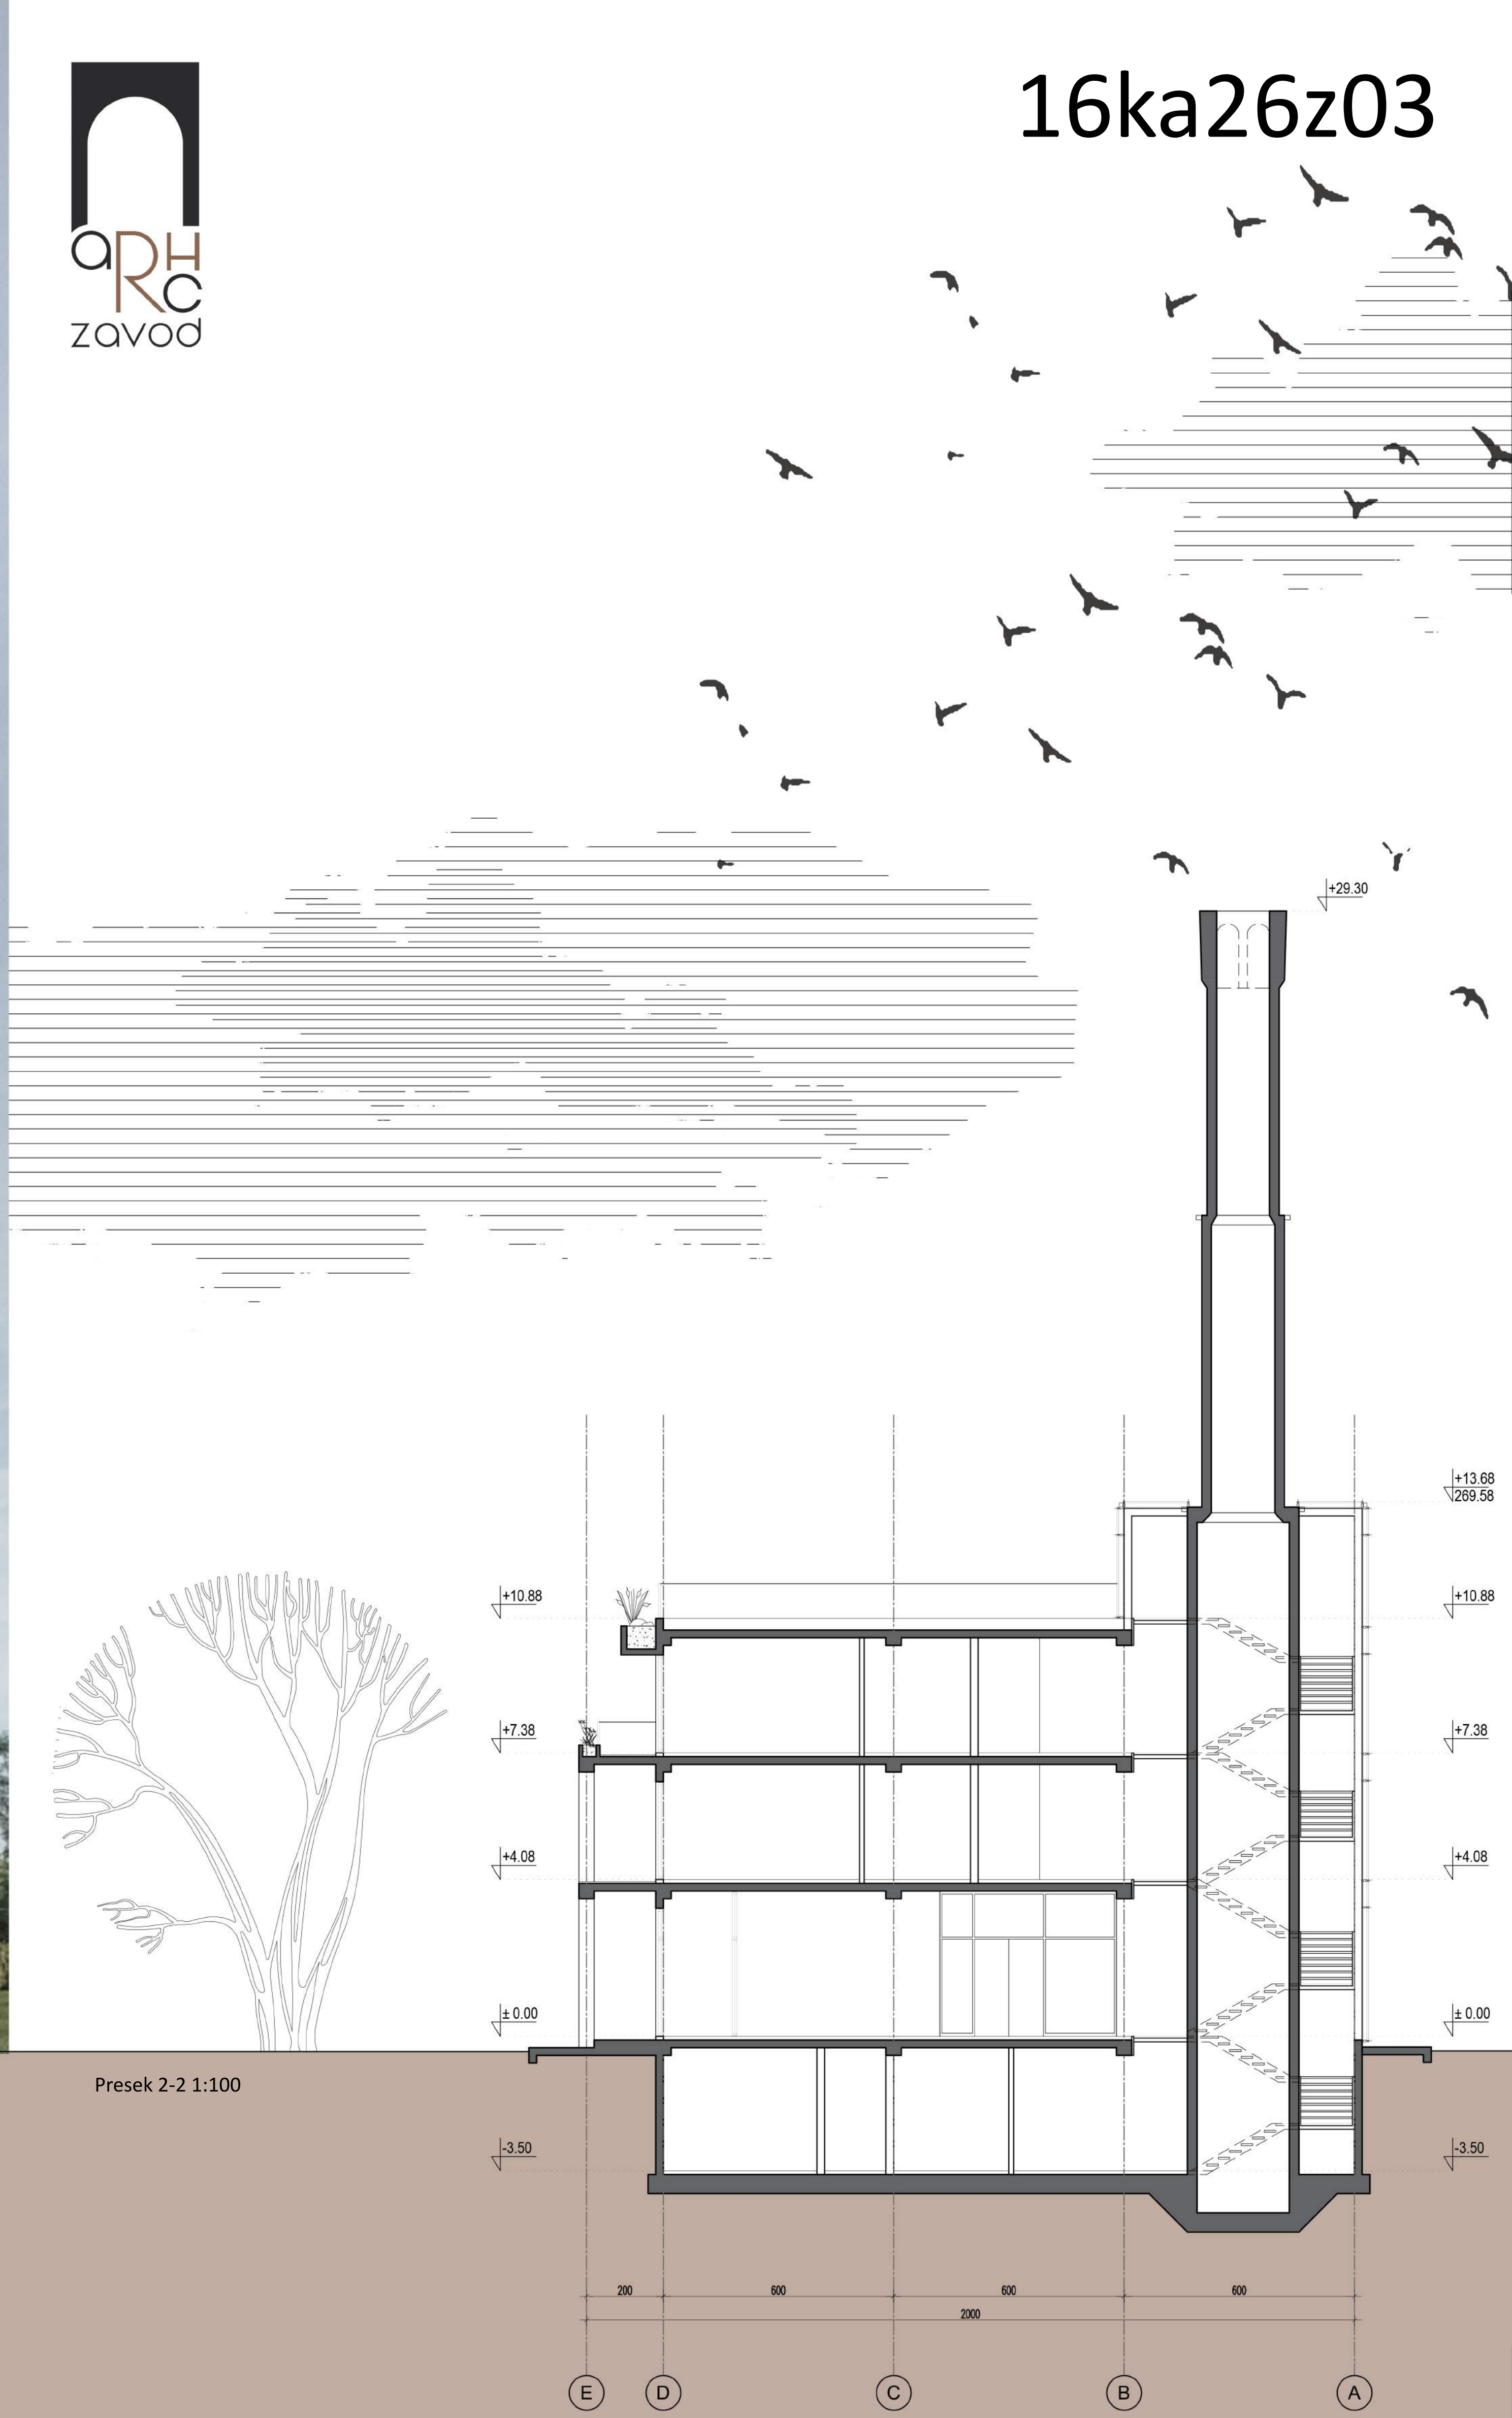 16ka26z03
aRH
c
zavod
+29.30
+13.68
269.58
+10.88
+10.88
+7.38
+7.38
+4.08
+4.08
± 0.00
± 0.00
Presek 2-2 1:100
-3.50
-3.50
200
600
600
600
2000
E
D
C
B
A